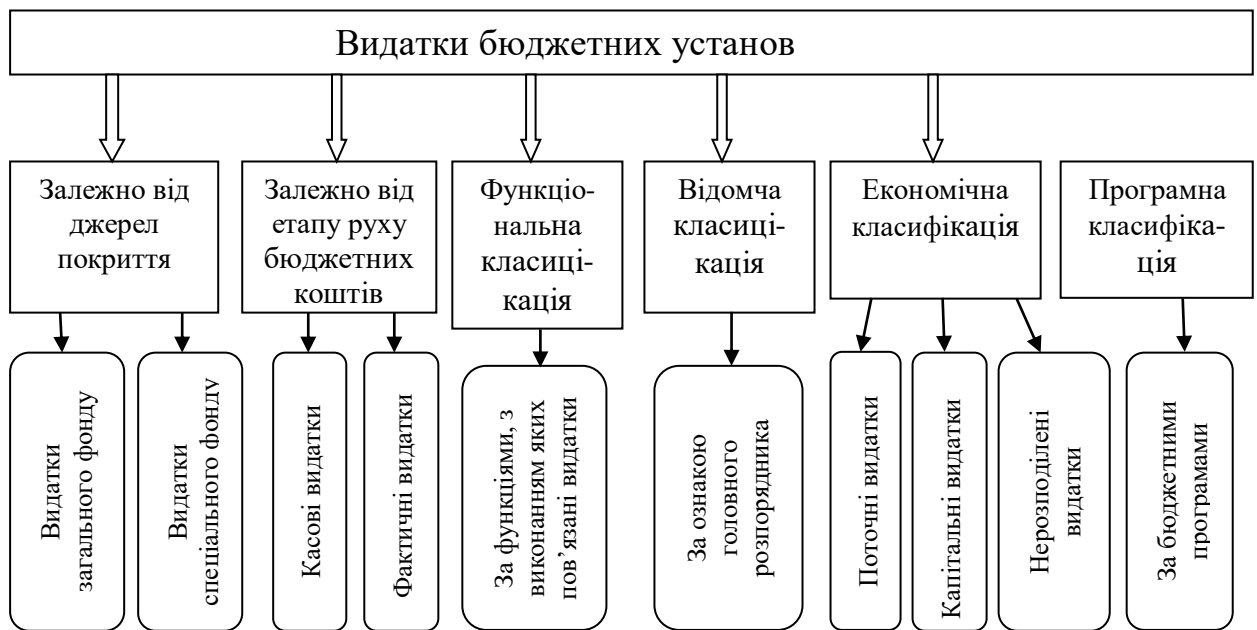 Видатки бюджетних установ
Залежно від
джерел
покриття
Залежно від
етапу руху
бюджетних
коштів
Функціо-
нальна
класиці-
кація
Відомча
класиці-
кація
Економічна
класифікація
Програмна
класифіка-
ція
Видатки
загального фонду
Видатки
спеціального фонду
Касові видатки
Фактичні видатки
За функціями, з
виконанням яких
пов’язані видатки
За ознакою
головного
розпорядника
Поточні видатки
Капітальні видатки
Нерозподілені
видатки
За бюджетними
програмами